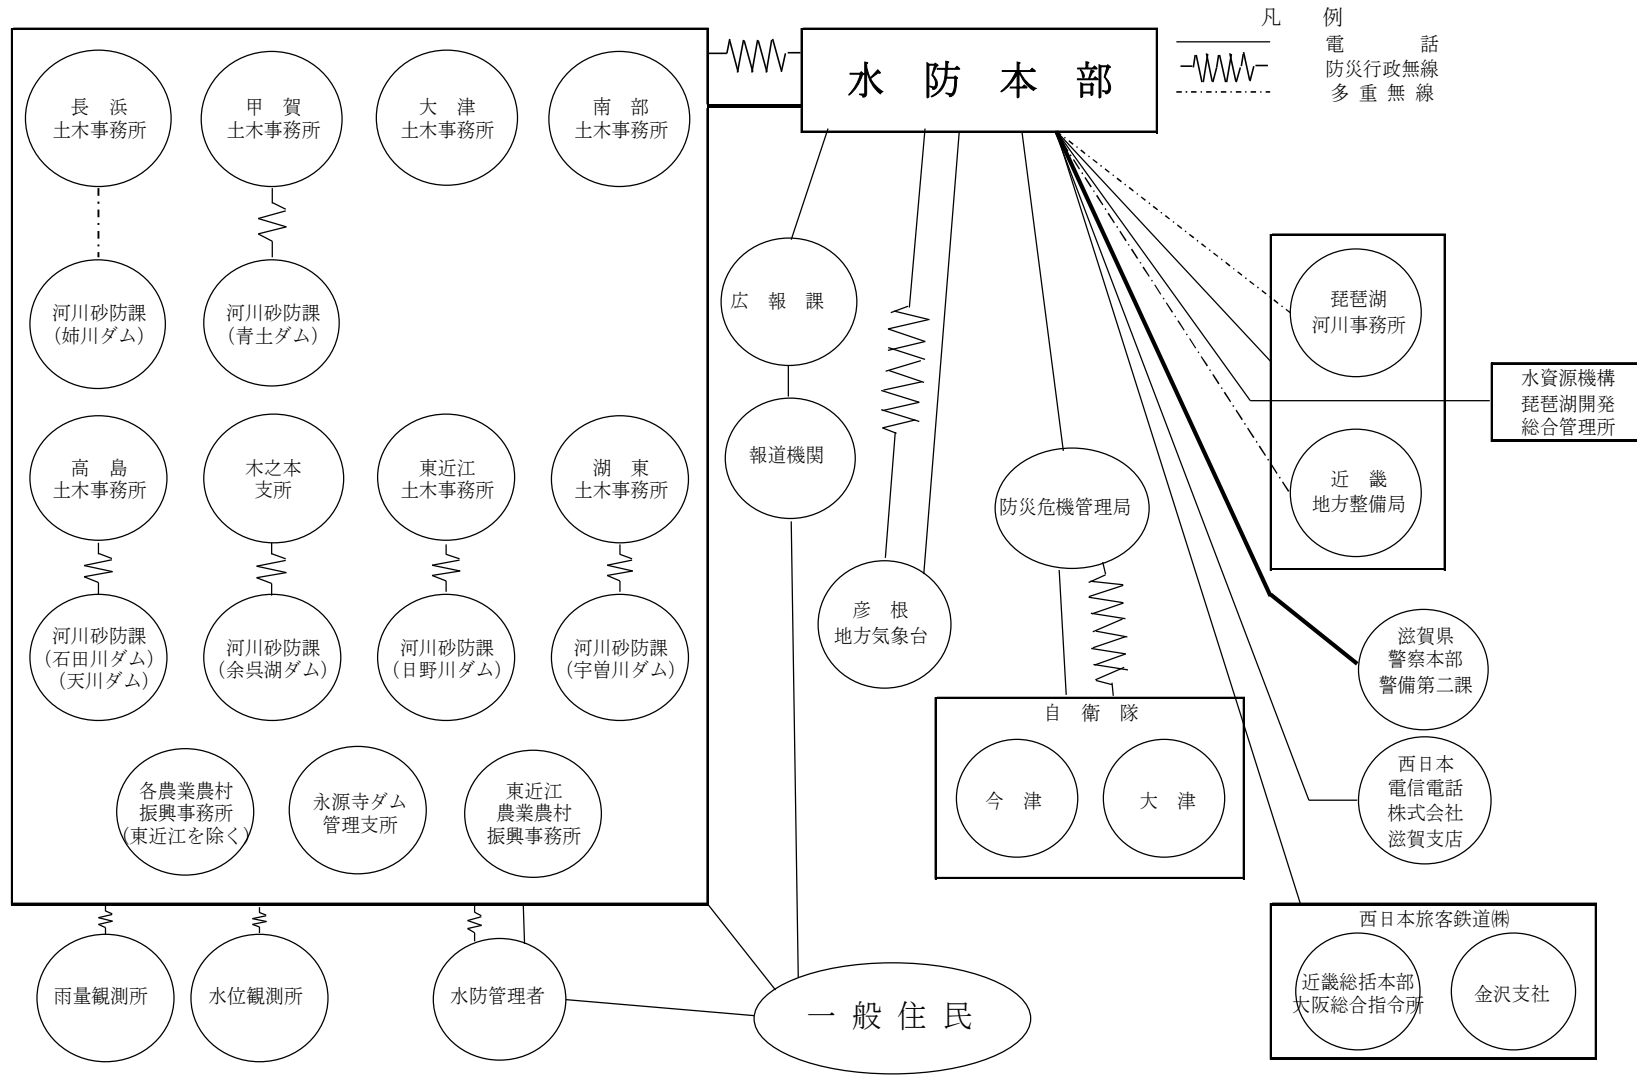 凡　例
電　話
防災行政無線
多重無線
水防本部
長浜
土木事務所
甲賀
土木事務所
大津
土木事務所
南部
土木事務所
河川砂防課
(姉川ダム)
河川砂防課
(青土ダム)
高島
土木事務所
木之本
支所
東近江
土木事務所
湖東
土木事務所
河川砂防課
(石田川ダム)
(天川ダム)
河川砂防課
(余呉湖ダム)
河川砂防課
(日野川ダム)
河川砂防課
(宇曽川ダム)
各農業農村
振興事務所
(東近江を除く)
永源寺ダム
管理支所
東近江
農業農村
振興事務所
雨量観測所
水位観測所
水防管理者
一般住民
広報課
報道機関
彦根
地方気象台
防災危機管理局
自衛隊
今津
大津
琵琶湖
河川事務所
近畿
地方整備局
水資源機構
琵琶湖開発
総合管理所
滋賀県
警察本部
警備第二課
西日本
電信電話
株式会社
滋賀支店
西日本旅客鉄道㈱
近畿総括本部
大阪総合指令所
金沢支社